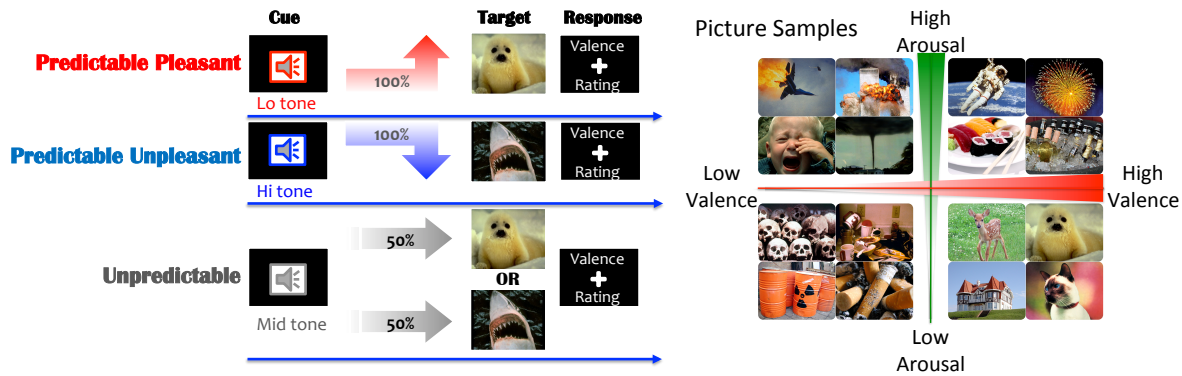 Cue
Target
Response
Predictable Pleasant
Lo tone
100%
Valence
+
Rating
Predictable Unpleasant
Hi tone
100%
Valence
+
Rating
Unpredictable
Mid tone
50%
50%
OR
Valence
+
Rating
Picture Samples
High
Arousal
Low
Valence
High
Valence
Low
Arousal